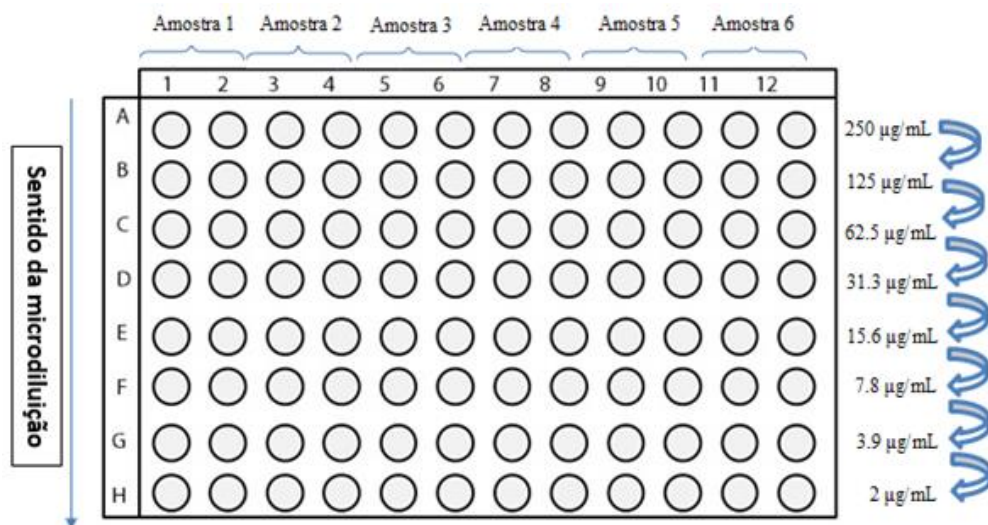 Amostra 1 Amostra 2 Amostra 3 Amostra 4 Amostra 5 Amostra 6
1 2 3 4 5 6 7 8 9 10 11 12
Sentido da microdiluição
A 250 µg/mL
B 125 µg/mL
C 62.5 µg/mL
D 31.3 µg/mL
E 15.6 µg/mL
F 7.8 µg/mL
G 3.9 µg/mL
H 2 µg/mL